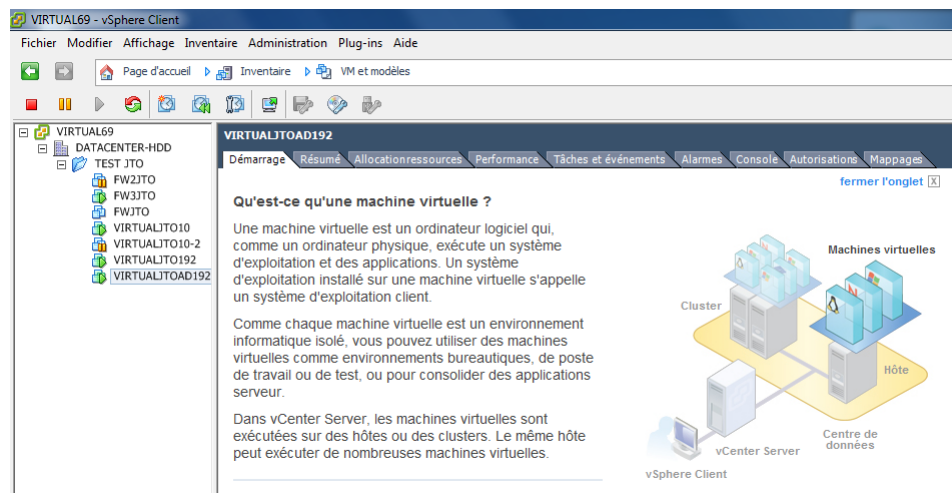 VIRTUAL69 - vSphere Client
Fichier Modifier Affichage Inventaire Administration Plug-ins Aide
Page d'accueil Inventaire VM et modèles
VIRTUAL69
DATACENTER-HDD
TEST JTO
FW2JTO
FW3JTO
FWJTO
VIRTUALJTO10
VIRTUALJTO10-2
VIRTUALJTO192
VIRTUALJTOAD192
VIRTUALJTOAD192
Démarrage Résumé Allocation ressources Performance Tâches et événements Alarmes Console Autorisations Mappages
fermer l'onglet X
Qu'est-ce qu'une machine virtuelle ?
Une machine virtuelle est un ordinateur logiciel qui,
comme un ordinateur physique, exécute un système
d'exploitation et des applications. Un système
d'exploitation installé sur une machine virtuelle s'appelle
un système d'exploitation client.
Comme chaque machine virtuelle est un environnement
informatique isolé, vous pouvez utiliser des machines
virtuelles comme environnements bureautiques, de poste
de travail ou de test, ou pour consolider des applications
serveur.
Dans vCenter Server, les machines virtuelles sont
exécutées sur des hôtes ou des clusters. Le même hôte
peut exécuter de nombreuses machines virtuelles.
Machines virtuelles
Cluster
Hôte
Centre de
données
vCenter Server
vSphere Client